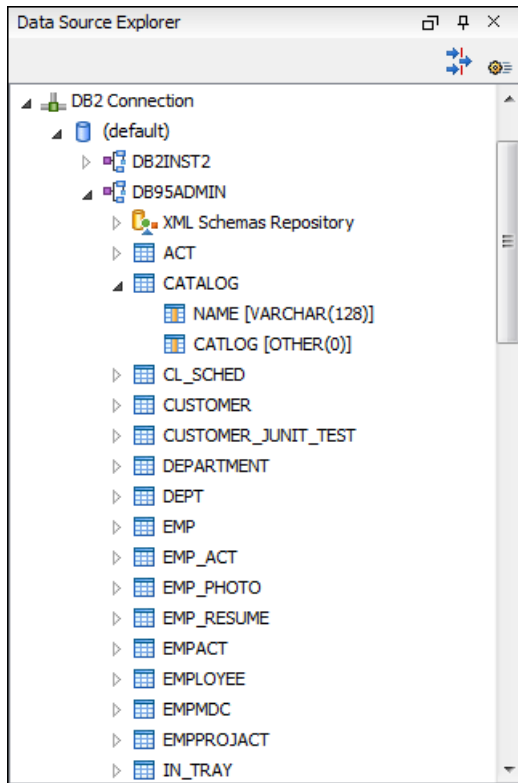 Data Source Explorer
DB2 Connection
(default)
DB2INST2
DB95ADMIN
XML Schemas Repository
ACT
CATALOG
NAME [VARCHAR(128)]
CATLOG [OTHER(0)]
CL_SCHED
CUSTOMER
CUSTOMER_JUNIT_TEST
DEPARTMENT
DEPT
EMP
EMP_ACT
EMP_PHOTO
EMP_RESUME
EMPACT
EMPLOYEE
EMPMDC
EMPPROJACT
IN_TRAY